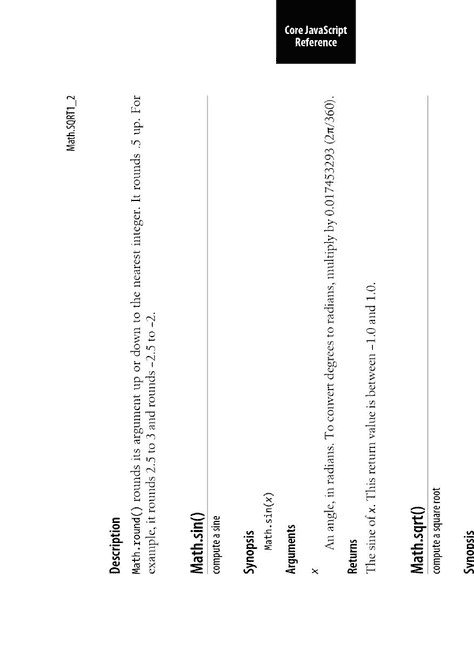 Core JavaScript
Reference
Math.SQRT1_2
Description
Math.round() rounds its argument up or down to the nearest integer. It rounds .5 up. For
example, it rounds 2.5 to 3 and rounds −2.5 to −2.
Math.sin()
compute a sine
Synopsis
Math.sin(x)
Arguments
x
An angle, in radians. To convert degrees to radians, multiply by 0.017453293 (2π/360).
Returns
The sine of x. This return value is between −1.0 and 1.0.
Math.sqrt()
compute a square root
Synopsis